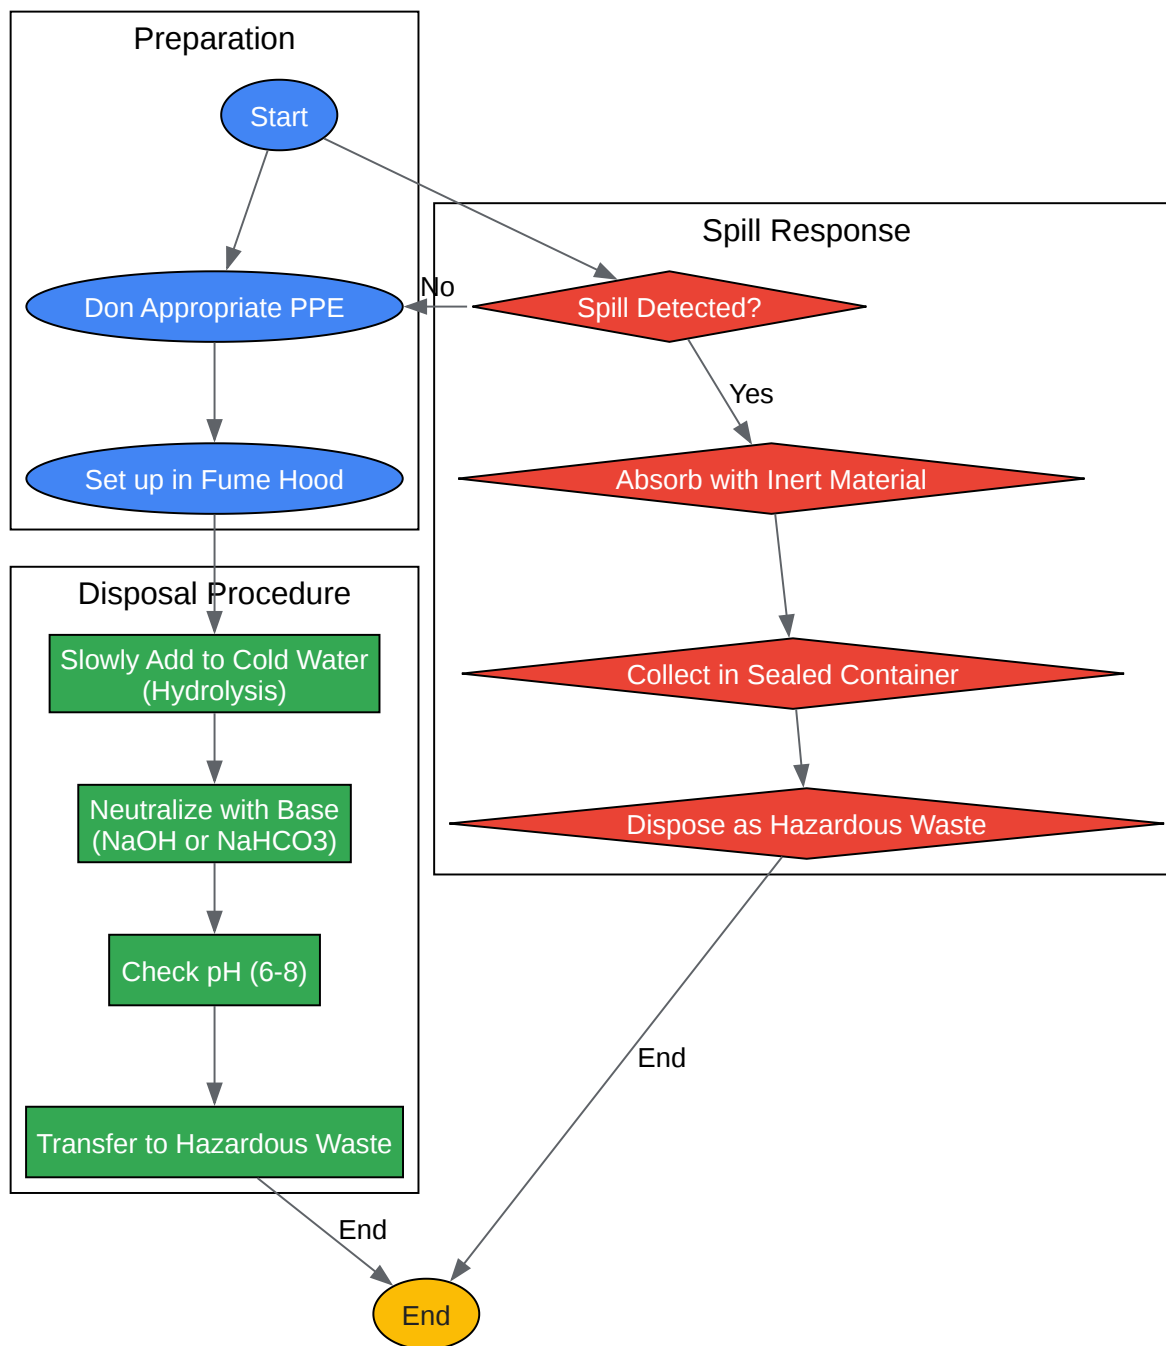 Preparation
Start
Don Appropriate PPE
Set up in Fume Hood
Spill Response
Spill Detected?
No
Yes
Absorb with Inert Material
Collect in Sealed Container
Dispose as Hazardous Waste
End
Disposal Procedure
Slowly Add to Cold Water
(Hydrolysis)
Neutralize with Base
(NaOH or NaHCO3)
Check pH (6-8)
Transfer to Hazardous Waste
End
End